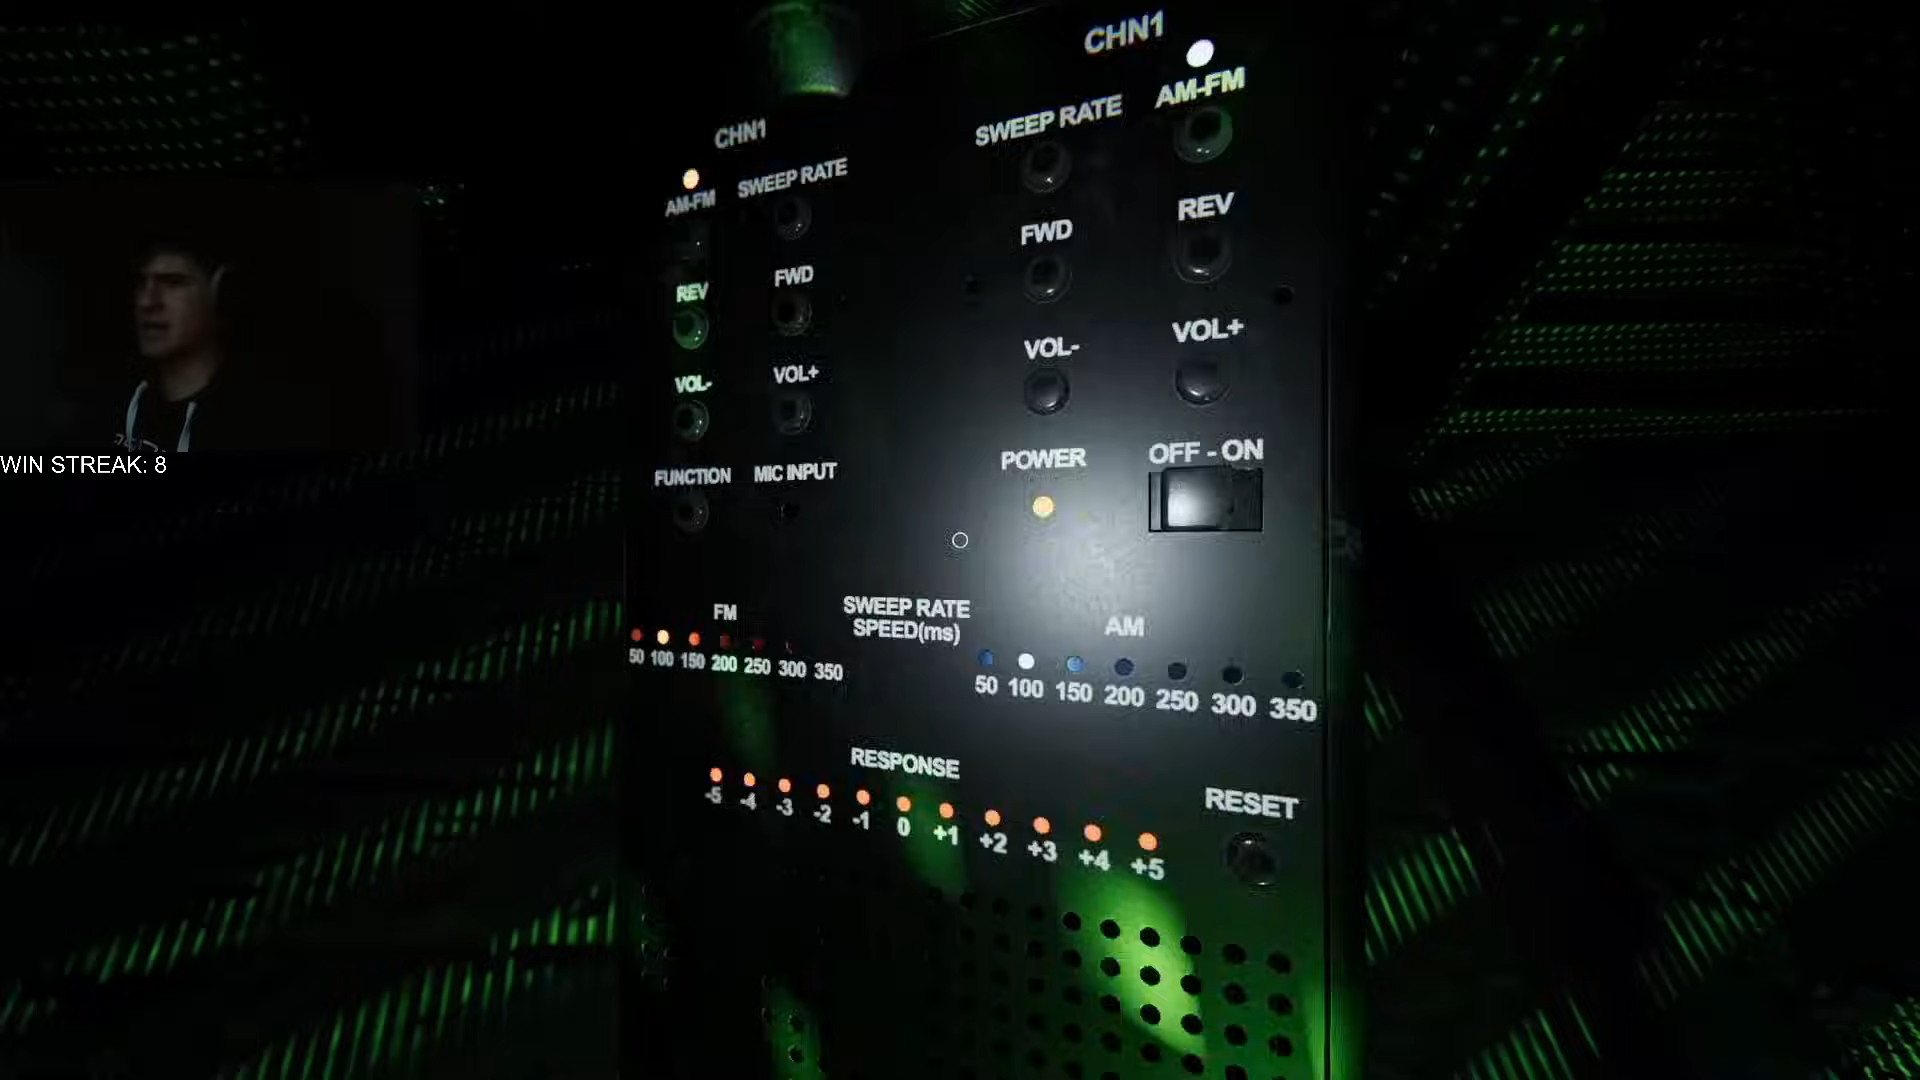 CHN1
CHN1
AM-FM
SWEEP RATE
AM-FM
SWEEP RATE
REV
FWD
FWD
REV
VOL-
VOL+
VOL-
VOL+
POWER
OFF - ON
WIN STREAK: 8
FUNCTION
MIC INPUT
FM
SWEEP RATE
SPEED(ms)
AM
50 100 150 200 250 300 350
50 100 150 200 250 300 350
RESPONSE
-5 -4 -3 -2 -1 0 +1 +2 +3 +4 +5
RESET